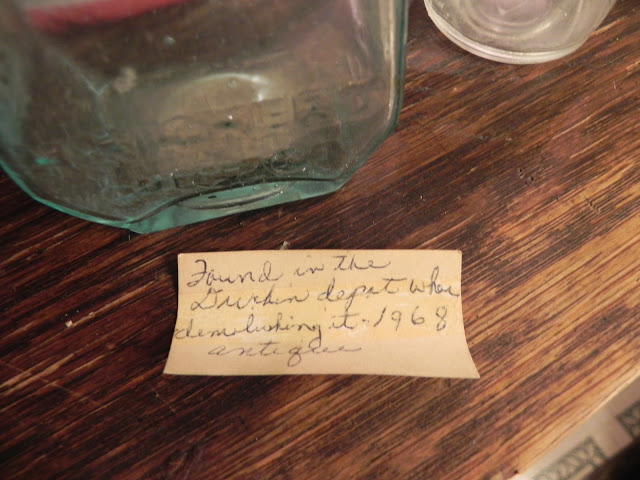 Found in the
Durkin depot when
demolishing it - 1968
antique